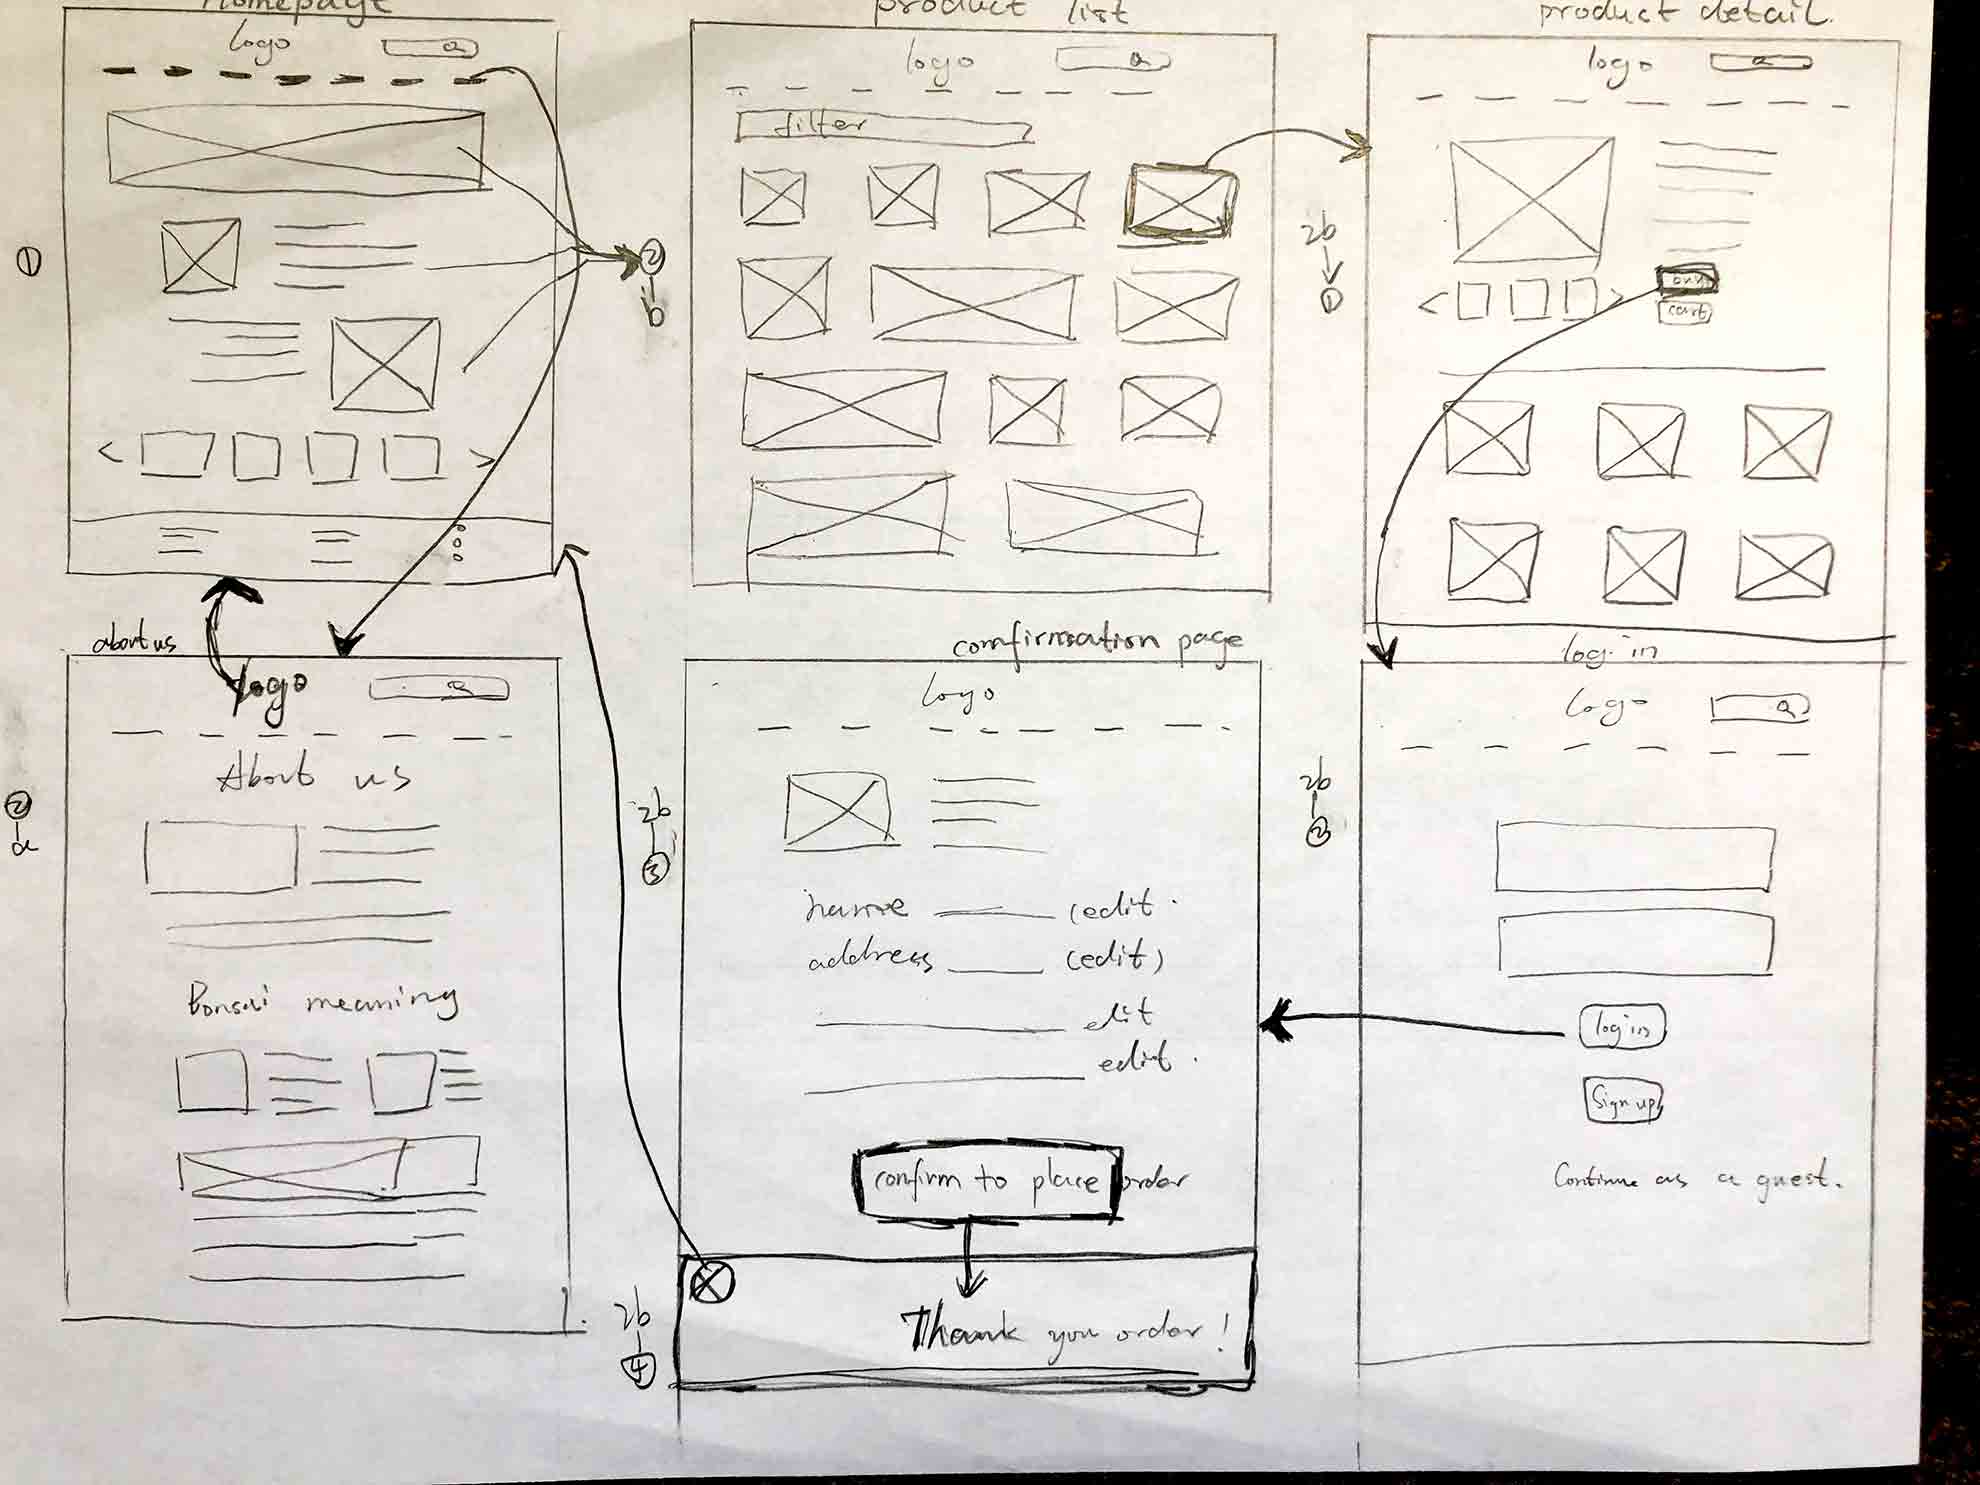 Homepage
logo
①
②
b
product list
logo
filter
product detail.
logo
2b
①
buy
cart
about us
logo
②
a
About us
Bonsai meaning
comfirmation page
logo
2b
③
name (edit
address (edit)
edit
edit
confirm to place order
2b
④
Thank you order!
log in
logo
2b
②
log in
Sign up
Continue as a guest.